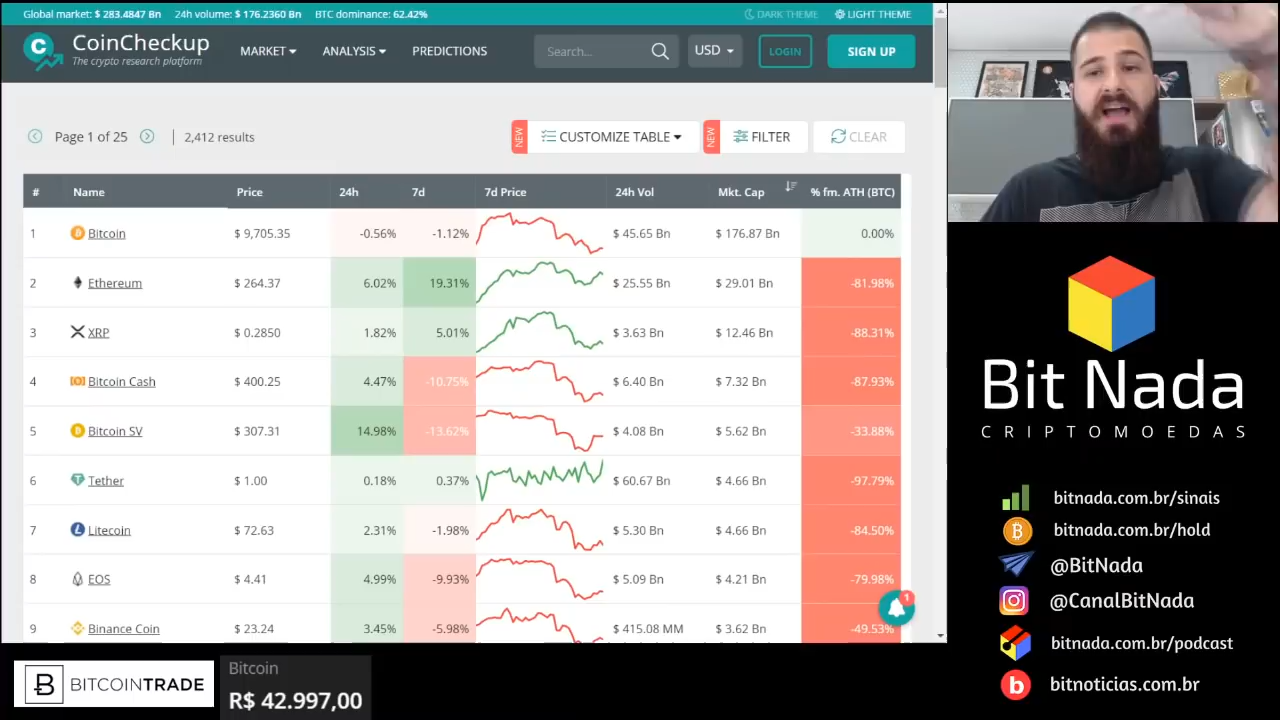 Global market: $ 283.4847 Bn 24h volume: $ 176.2360 Bn BTC dominance: 62.42% DARK THEME LIGHT THEME
CoinCheckup
The crypto research platform
MARKET ANALYSIS PREDICTIONS Search... USD LOGIN SIGN UP
Page 1 of 25 2,412 results NEW CUSTOMIZE TABLE NEW FILTER CLEAR
# Name Price 24h 7d 7d Price 24h Vol Mkt. Cap % fm. ATH (BTC)
1 Bitcoin $ 9,705.35 -0.56% -1.12% $ 45.65 Bn $ 176.87 Bn 0.00%
2 Ethereum $ 264.37 6.02% 19.31% $ 25.55 Bn $ 29.01 Bn -81.98%
3 XRP $ 0.2850 1.82% 5.01% $ 3.63 Bn $ 12.46 Bn -88.31%
4 Bitcoin Cash $ 400.25 4.47% -10.75% $ 6.40 Bn $ 7.32 Bn -87.93%
5 Bitcoin SV $ 307.31 14.98% -13.62% $ 4.08 Bn $ 5.62 Bn -33.88%
6 Tether $ 1.00 0.18% 0.37% $ 60.67 Bn $ 4.66 Bn -97.79%
7 Litecoin $ 72.63 2.31% -1.98% $ 5.30 Bn $ 4.66 Bn -84.50%
8 EOS $ 4.41 4.99% -9.93% $ 5.09 Bn $ 4.21 Bn -79.98%
9 Binance Coin $ 23.24 3.45% -5.98% $ 415.08 MM $ 3.62 Bn -49.53%
1
Bit Nada
CRIPTOMOEDAS
bitnada.com.br/sinais
bitnada.com.br/hold
@BitNada
@CanalBitNada
bitnada.com.br/podcast
bitnoticias.com.br
BITCOINTRADE
Bitcoin
R$ 42.997,00